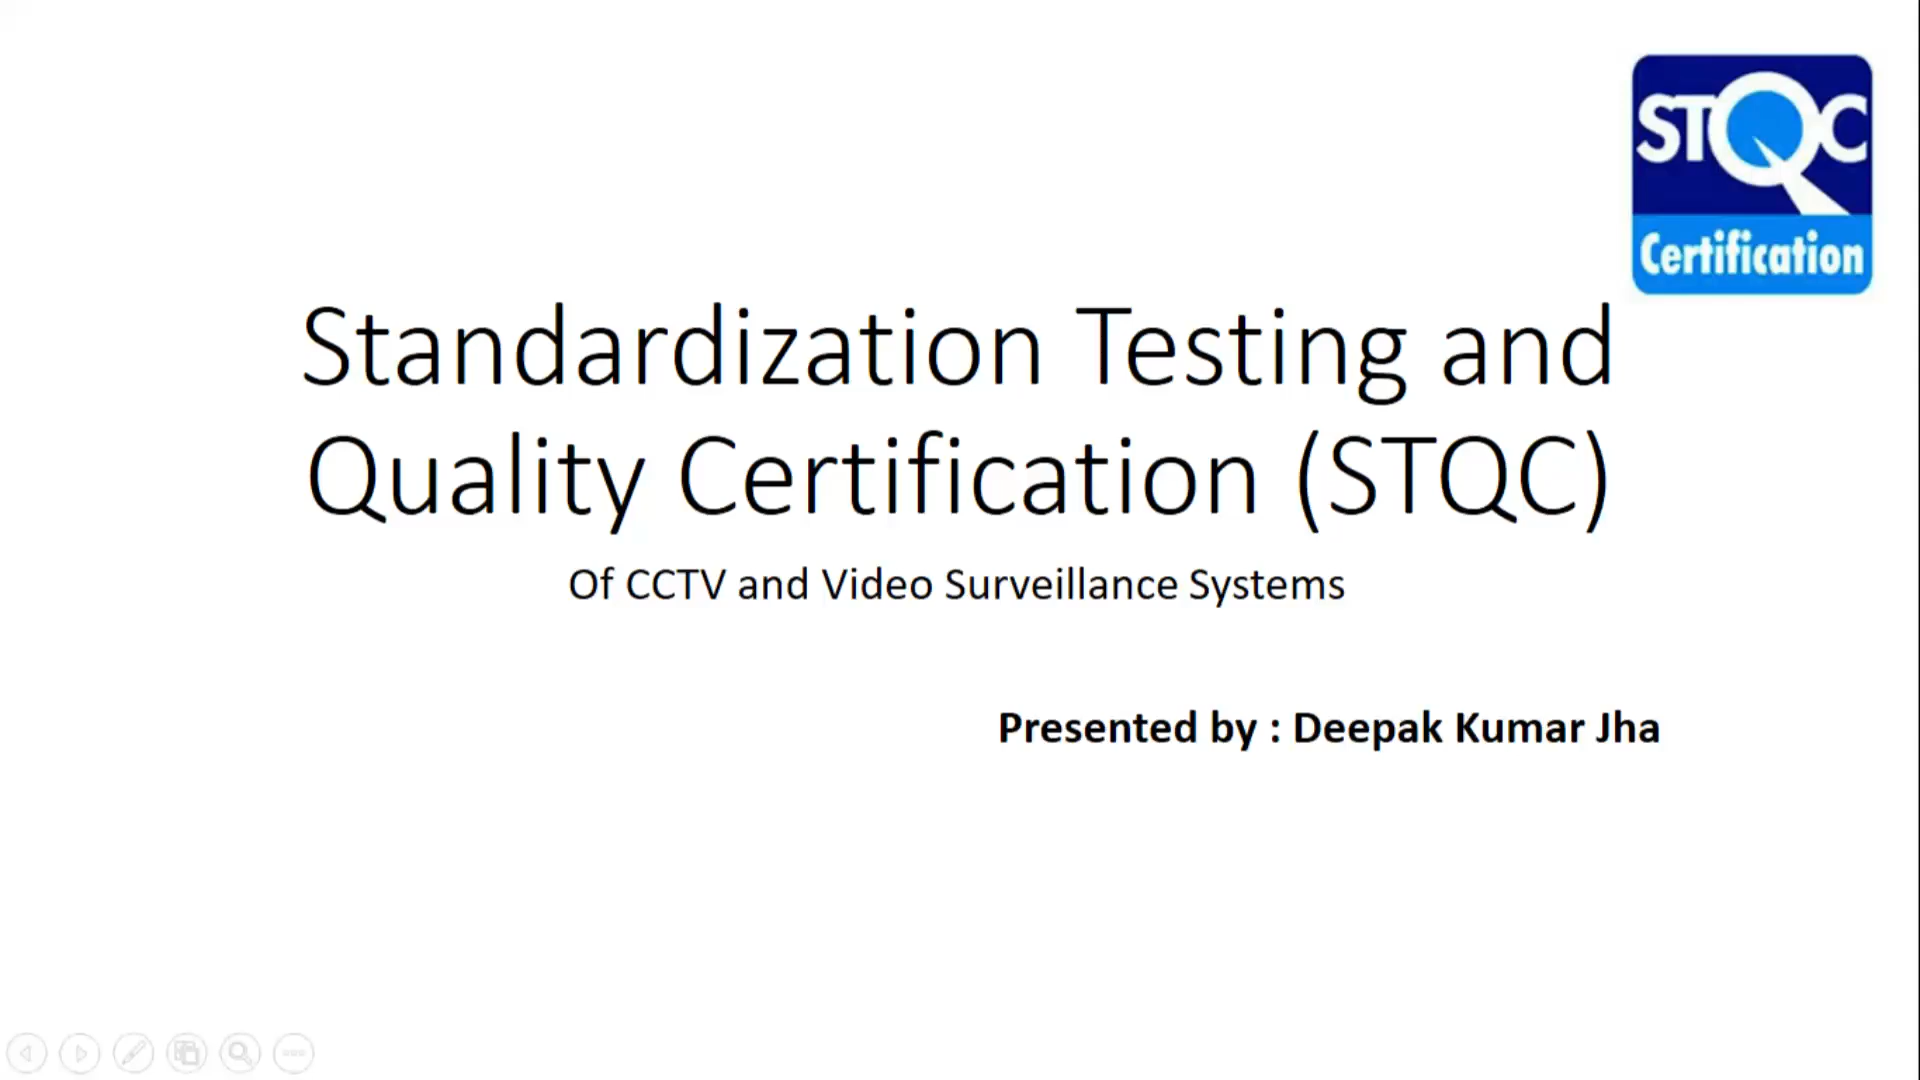 STQC
Certification
Standardization Testing and
Quality Certification (STQC)
Of CCTV and Video Surveillance Systems
Presented by : Deepak Kumar Jha